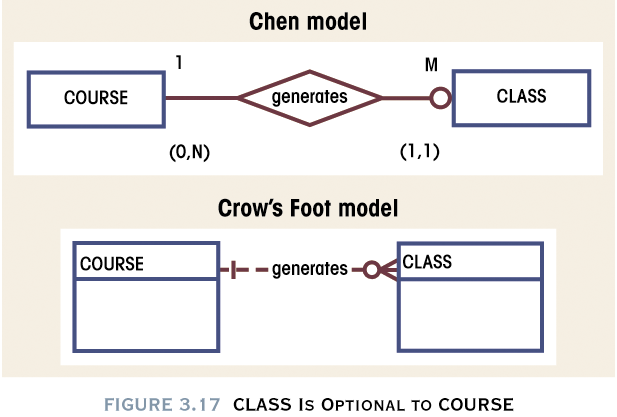 Chen model
1
M
COURSE
generates
CLASS
(0,N)
(1,1)
Crow's Foot model
COURSE
generates
CLASS
FIGURE 3.17 CLASS IS OPTIONAL TO COURSE